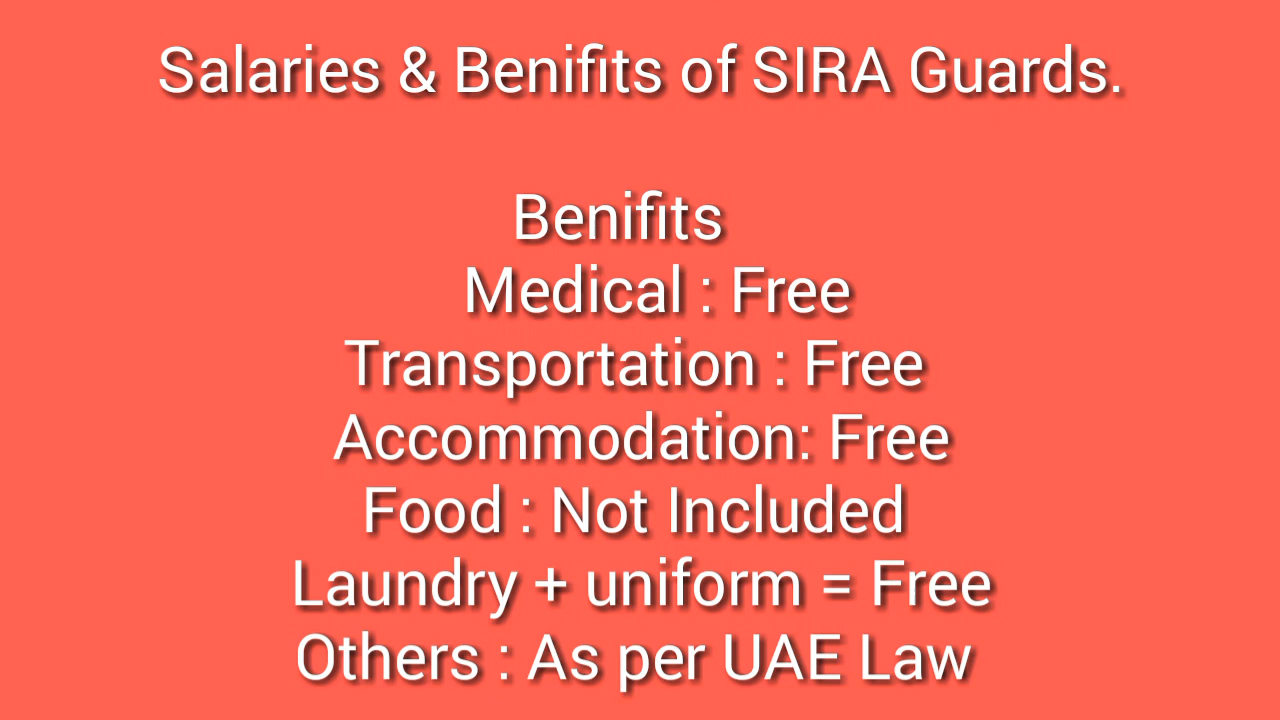 Salaries & Benifits of SIRA Guards.
Benifits
Medical : Free
Transportation : Free
Accommodation: Free
Food : Not Included
Laundry + uniform = Free
Others : As per UAE Law